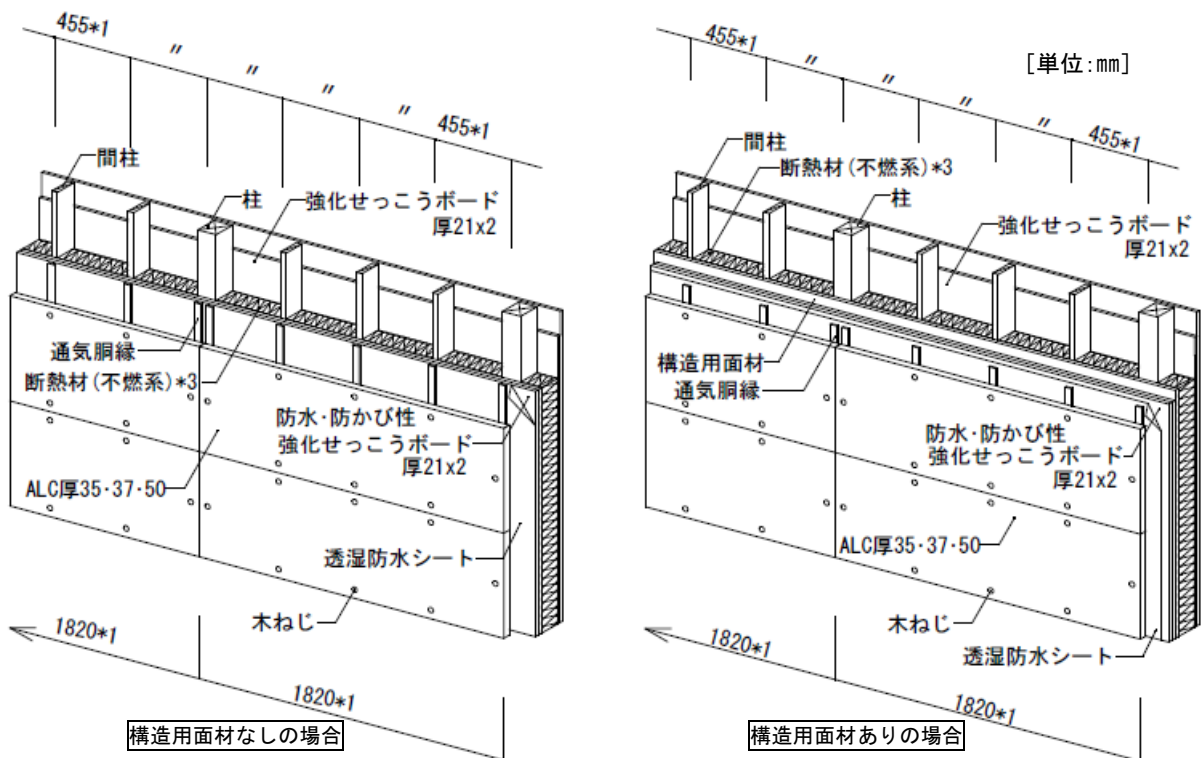 455*1
〃
〃
〃
〃
455*1
間柱
柱
強化せっこうボード
厚21x2
通気胴縁
断熱材(不燃系)*3
防水・防かび性
強化せっこうボード
厚21x2
ALC厚35・37・50
透湿防水シート
木ねじ
1820*1
1820*1
構造用面材なしの場合
[単位:mm]
455*1
〃
〃
〃
〃
455*1
間柱
断熱材(不燃系)*3
柱
強化せっこうボード
厚21x2
構造用面材
通気胴縁
防水・防かび性
強化せっこうボード
厚21x2
ALC厚35・37・50
木ねじ
透湿防水シート
1820*1
1820*1
構造用面材ありの場合